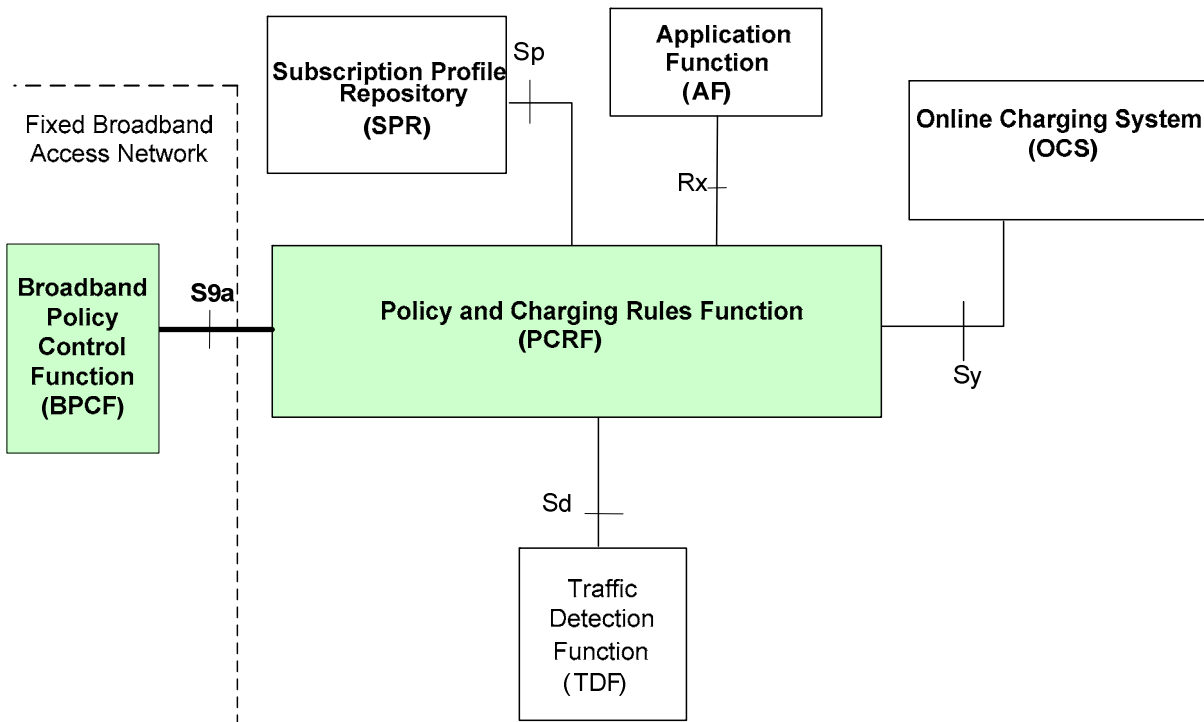 Sp
Subscription Profile
Repository
(SPR)
Application
Function
(AF)
Online Charging System
(OCS)
Fixed Broadband
Access Network
Rx
Broadband
Policy
Control
Function
(BPCF)
S9a
Policy and Charging Rules Function
(PCRF)
Sy
Sd
Traffic
Detection
Function
(TDF)